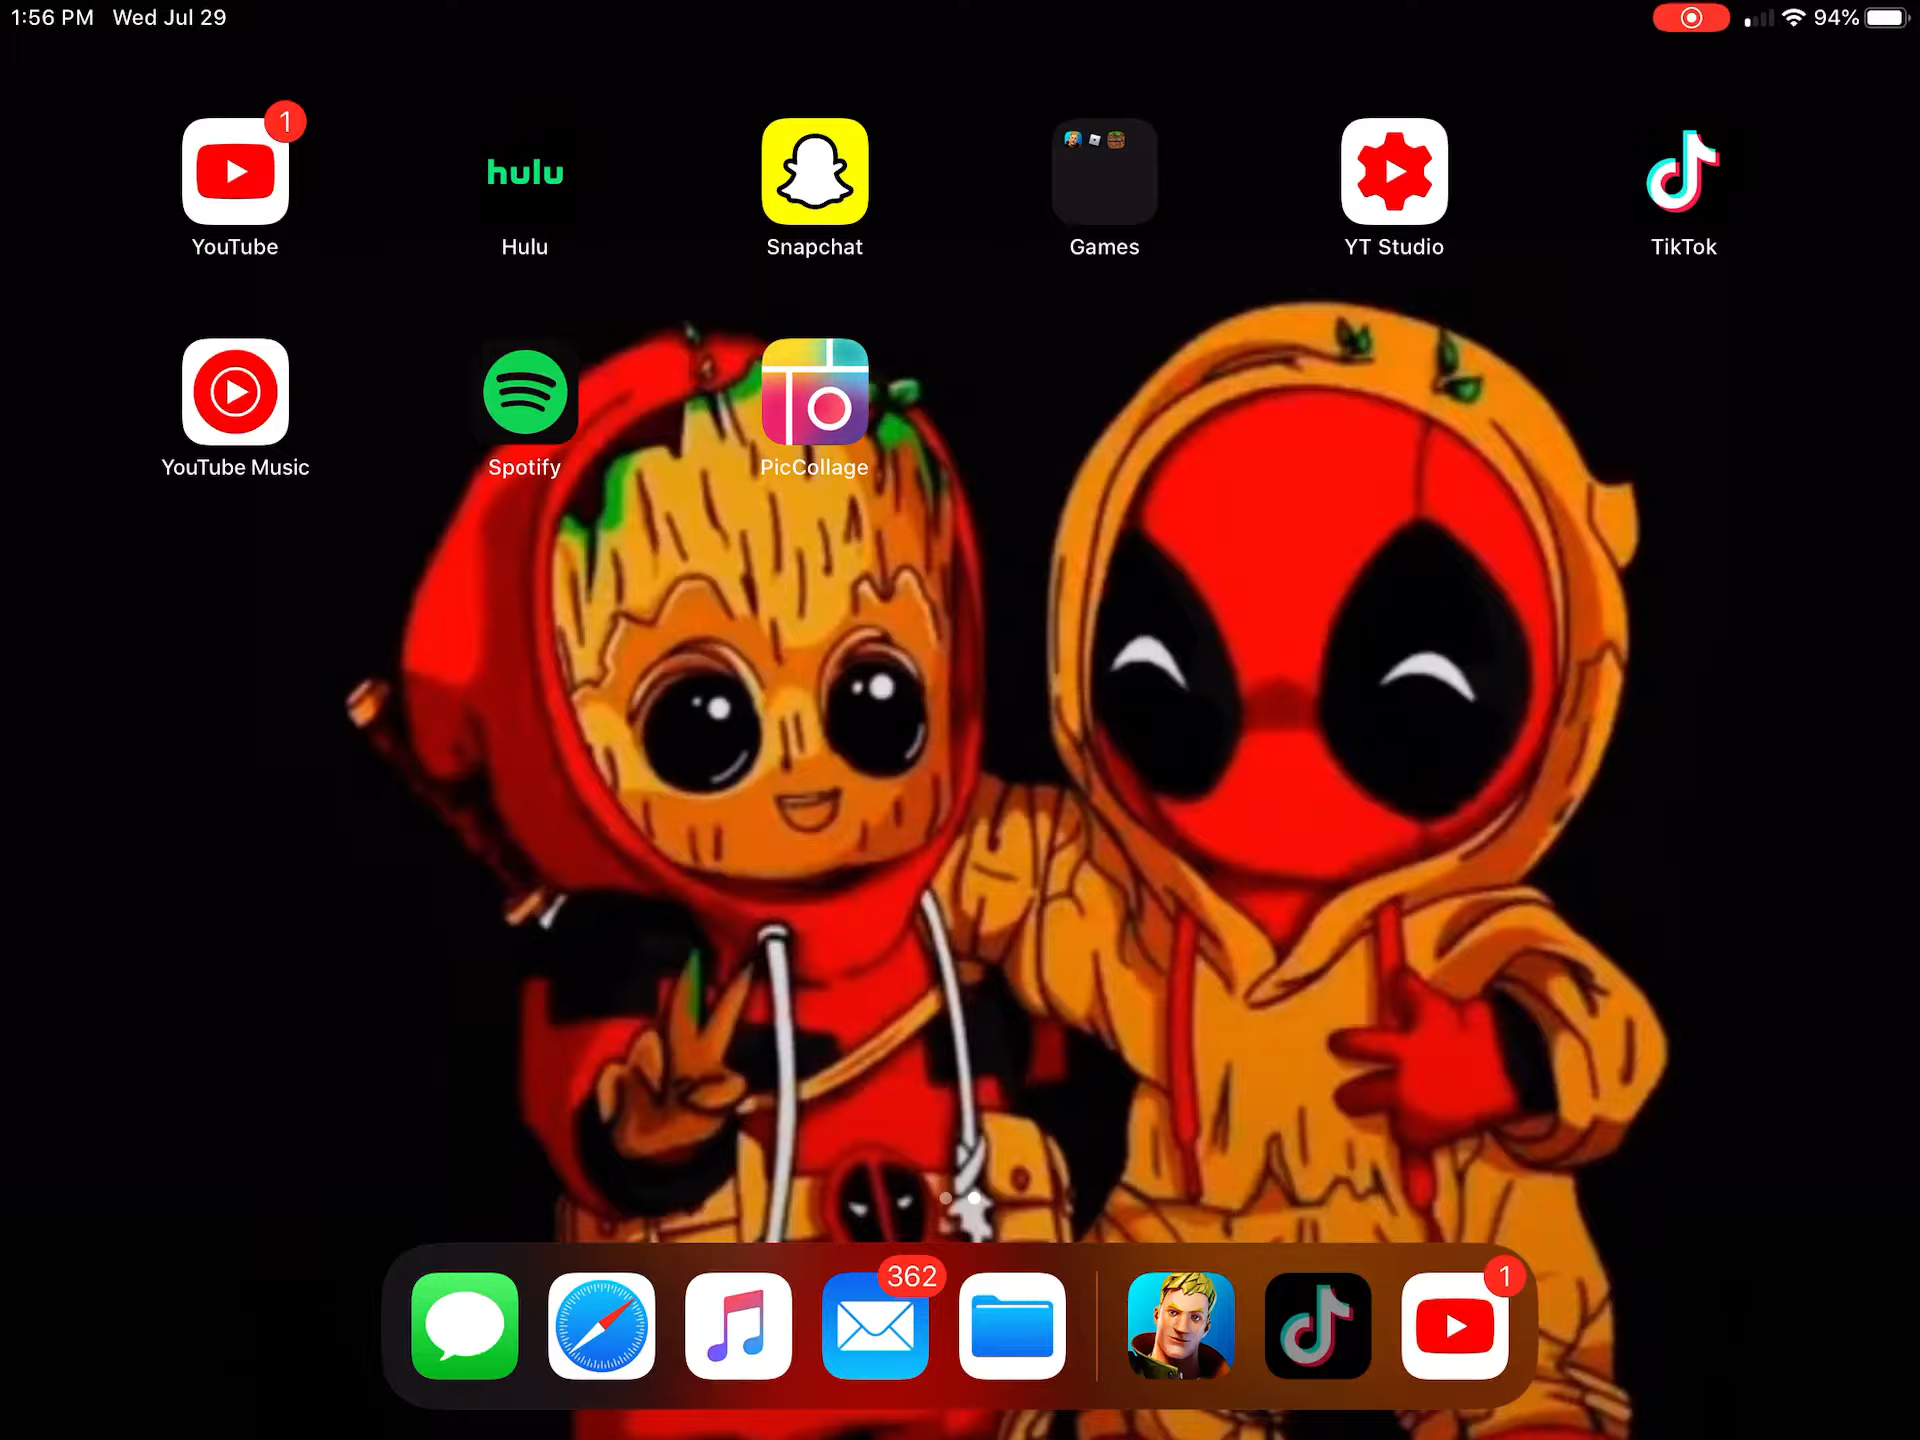 1:56 PM Wed Jul 29
94%
1
hulu
YouTube
Hulu
Snapchat
Games
YT Studio
TikTok
YouTube Music
Spotify
PicCollage
362
1